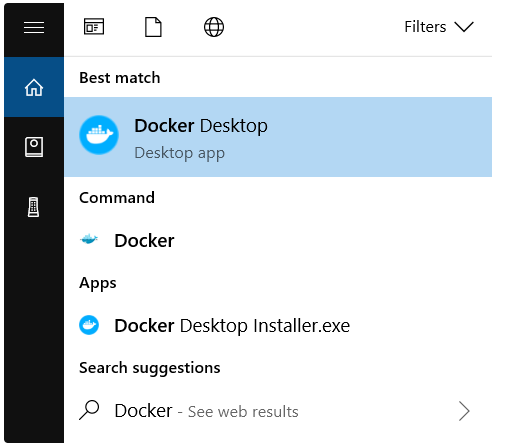 Filters
Best match
Docker Desktop
Desktop app
Command
Docker
Apps
Docker Desktop Installer.exe
Search suggestions
Docker - See web results